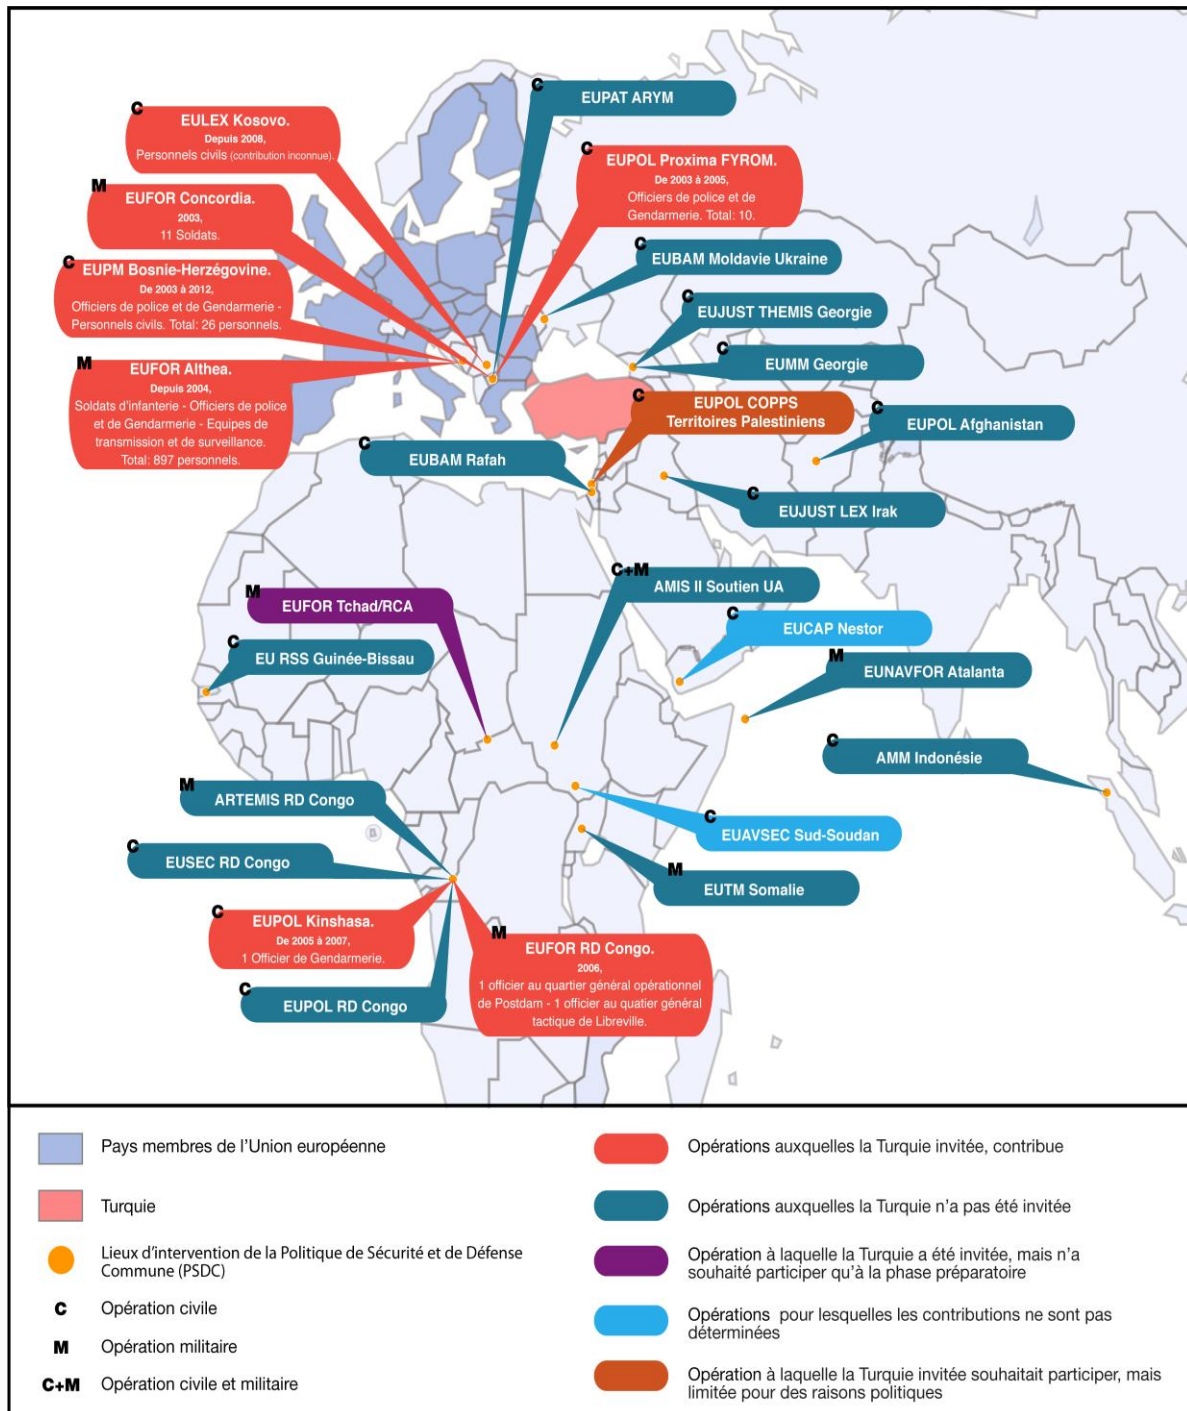 C
EUPAT ARYM
C
EULEX Kosovo.
Depuis 2008,
Personnels civils (contribution inconnue).
C
EUPOL Proxima FYROM.
De 2003 à 2005,
Officiers de police et de
Gendarmerie. Total: 10.
M
EUFOR Concordia.
2003,
11 Soldats.
C
EUBAM Moldavie Ukraine
C
EUPM Bosnie-Herzégovine.
De 2003 à 2012,
Officiers de police et de Gendarmerie -
Personnels civils. Total: 26 personnels.
C
EUJUST THEMIS Georgie
C
EUMM Georgie
M
EUFOR Althea.
Depuis 2004,
Soldats d'infanterie - Officiers de police
et de Gendarmerie - Equipes de
transmission et de surveillance.
Total: 897 personnels.
C
EUPOL COPPS
Territoires Palestiniens
C
EUPOL Afghanistan
C
EUBAM Rafah
C
EUJUST LEX Irak
C+M
AMIS II Soutien UA
M
EUFOR Tchad/RCA
C
EUCAP Nestor
C
EU RSS Guinée-Bissau
M
EUNAVFOR Atalanta
C
AMM Indonésie
M
ARTEMIS RD Congo
C
EUAVSEC Sud-Soudan
C
EUSEC RD Congo
M
EUTM Somalie
C
EUPOL Kinshasa.
De 2005 à 2007,
1 Officier de Gendarmerie.
M
EUFOR RD Congo.
2006,
1 officier au quartier général opérationnel
de Postdam - 1 officier au quatier général
tactique de Libreville.
C
EUPOL RD Congo
Pays membres de l'Union européenne
Turquie
Lieux d'intervention de la Politique de Sécurité et de Défense
Commune (PSDC)
C Opération civile
M Opération militaire
C+M Opération civile et militaire
Opérations auxquelles la Turquie invitée, contribue
Opérations auxquelles la Turquie n'a pas été invitée
Opération à laquelle la Turquie a été invitée, mais n'a
souhaité participer qu'à la phase préparatoire
Opérations pour lesquelles les contributions ne sont pas
déterminées
Opération à laquelle la Turquie invitée souhaitait participer, mais
limitée pour des raisons politiques